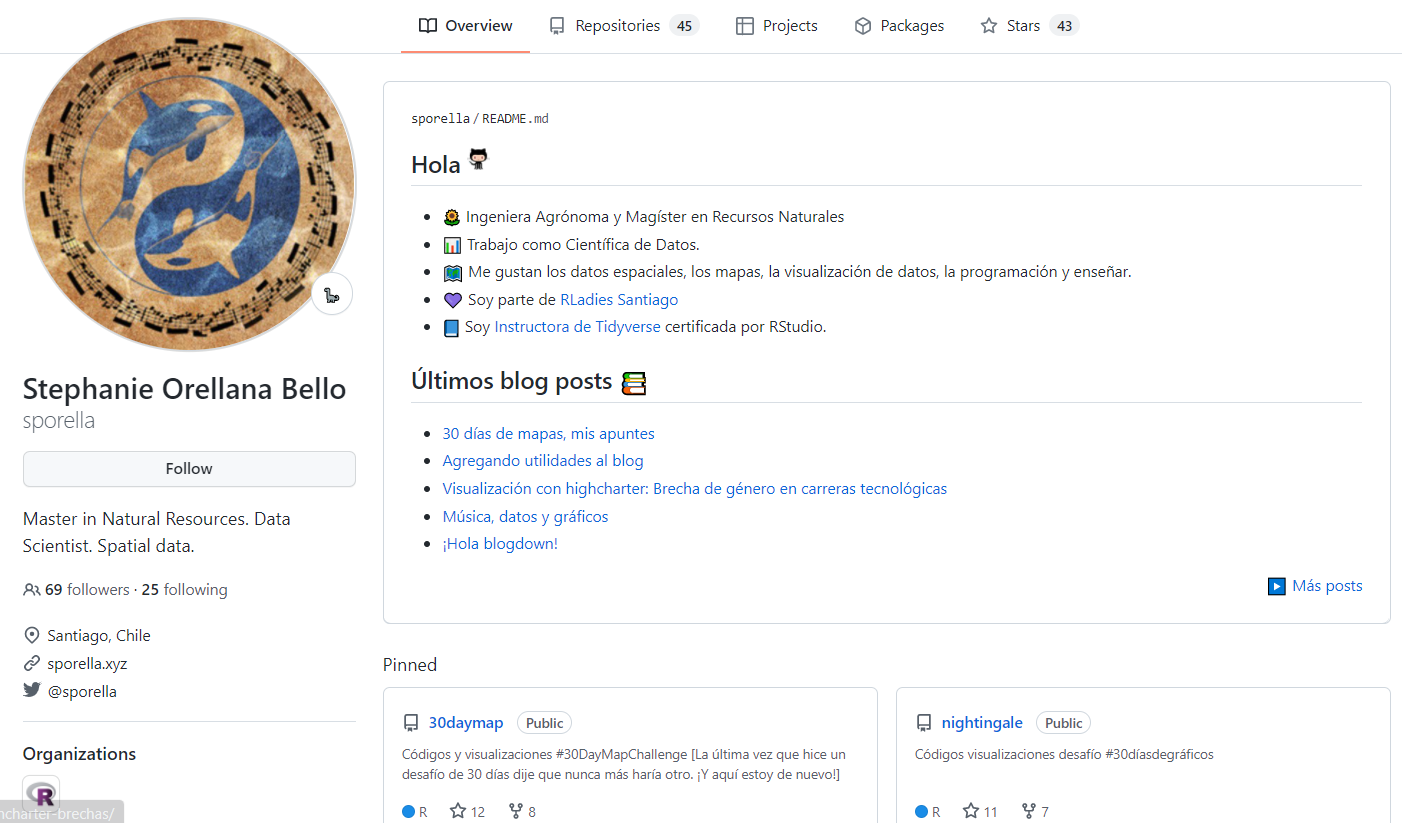 Overview
Repositories 45
Projects
Packages
Stars 43
sporella/README.md
Hola
Ingeniera Agrónoma y Magíster en Recursos Naturales
Trabajo como Científica de Datos.
Me gustan los datos espaciales, los mapas, la visualización de datos, la programación y enseñar.
Soy parte de RLadies Santiago
Soy Instructora de Tidyverse certificada por RStudio.
Últimos blog posts
30 días de mapas, mis apuntes
Agregando utilidades al blog
Visualización con highcharter: Brecha de género en carreras tecnológicas
Música, datos y gráficos
¡Hola blogdown!
Más posts
Stephanie Orellana Bello
sporella
Follow
Master in Natural Resources. Data
Scientist. Spatial data.
69 followers · 25 following
Santiago, Chile
sporella.xyz
@sporella
Organizations
R
Pinned
30daymap Public
Códigos y visualizaciones #30DayMapChallenge [La última vez que hice un
desafío de 30 días dije que nunca más haría otro. ¡Y aquí estoy de nuevo!]
R 12 8
nightingale Public
Códigos visualizaciones desafío #30díasdegráficos
R 11 7